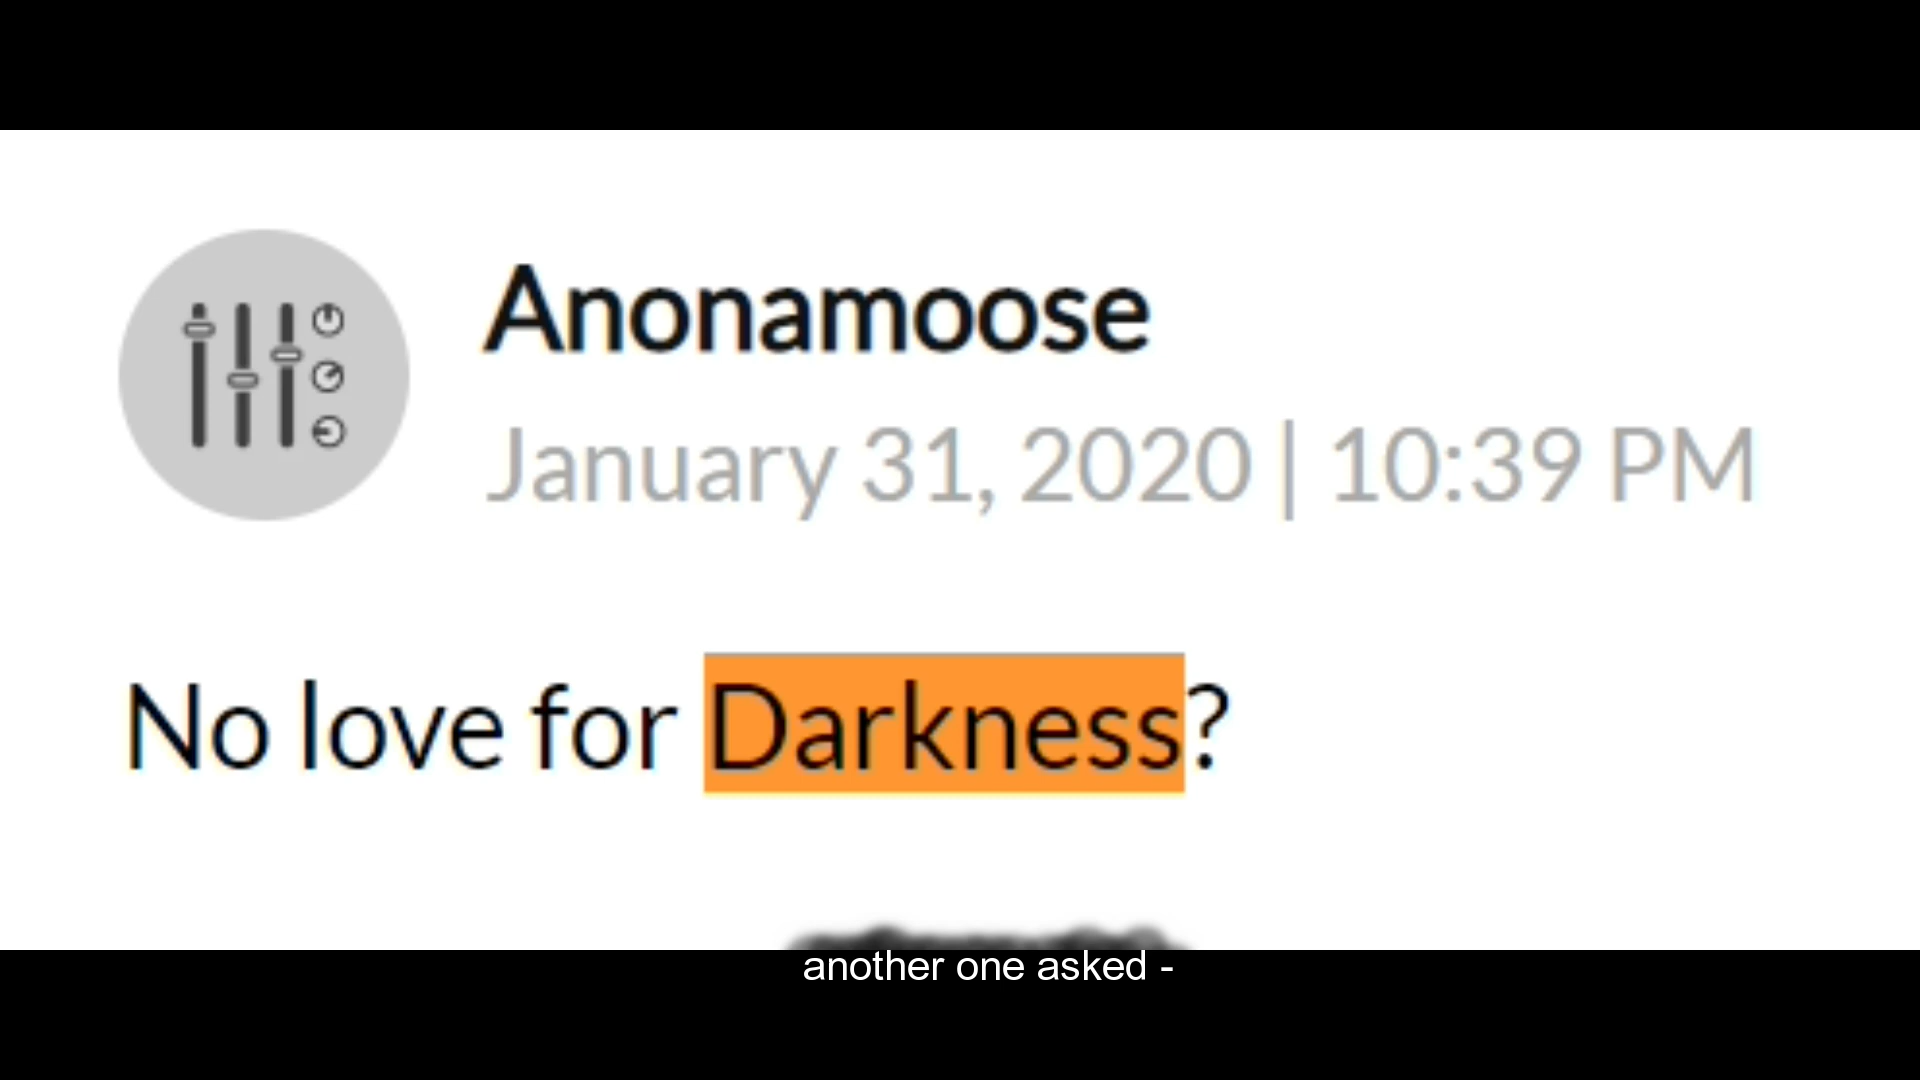 Anonamoose
January 31, 2020 | 10:39 PM
No love for Darkness?
another one asked -